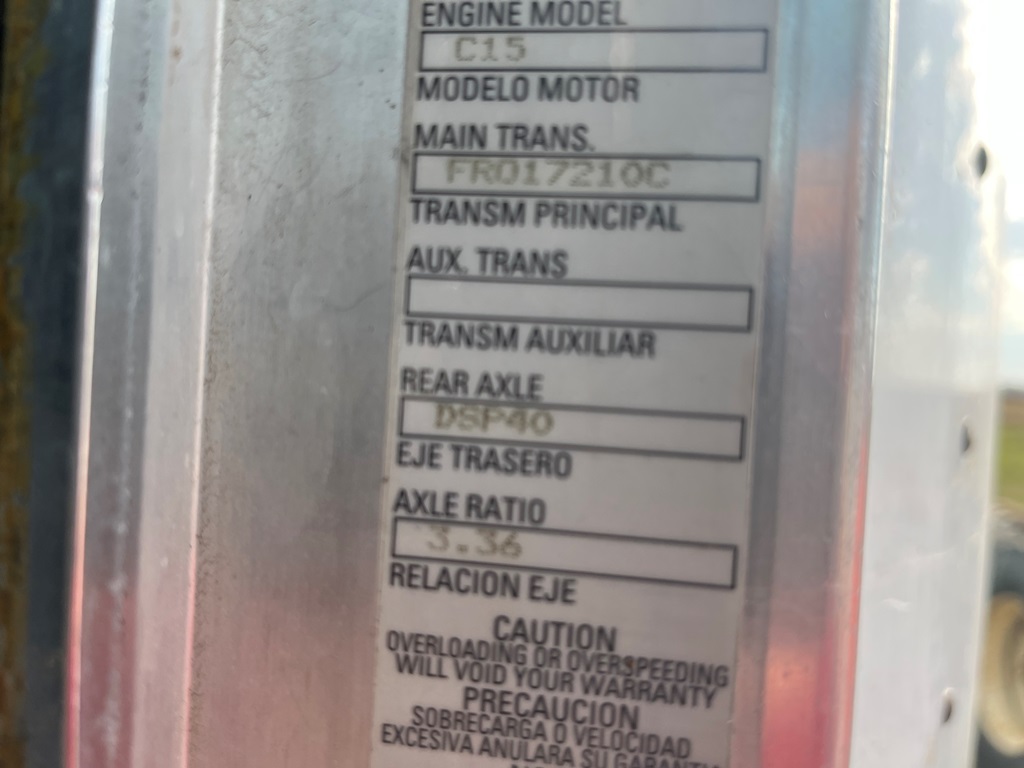 ENGINE MODEL
C15
MODELO MOTOR
MAIN TRANS.
FRO17210C
TRANSM PRINCIPAL
AUX. TRANS
TRANSM AUXILIAR
REAR AXLE
DSP40
EJE TRASERO
AXLE RATIO
3.36
RELACION EJE
CAUTION
OVERLOADING OR OVERSPEEDING
WILL VOID YOUR WARRANTY
PRECAUCION
SOBRECARGA O VELOCIDAD
EXCESIVA ANULARA SU GARANTIA